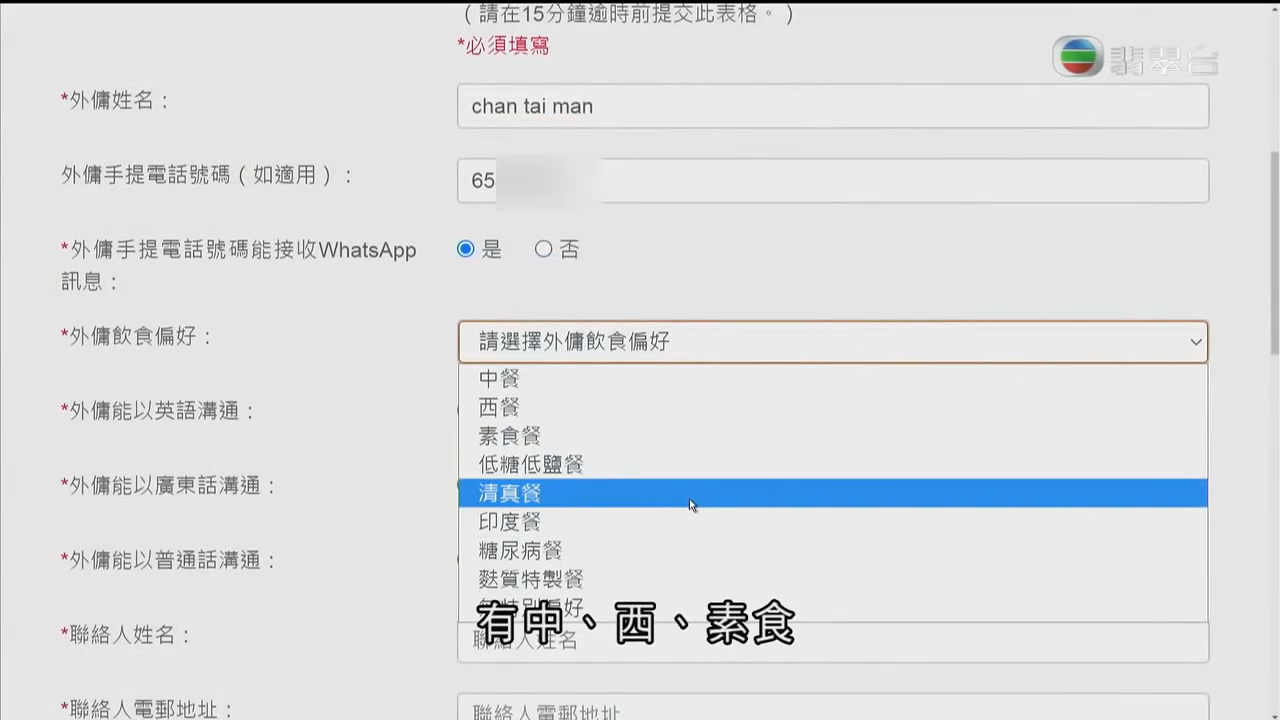 （請在15分鐘逾時前提交此表格。）
*必須填寫
翡翠台
*外傭姓名：
chan tai man
外傭手提電話號碼（如適用）：
65
*外傭手提電話號碼能接收WhatsApp
訊息：
是
否
*外傭飲食偏好：
請選擇外傭飲食偏好
中餐
西餐
素食餐
低糖低鹽餐
清真餐
印度餐
糖尿病餐
麩質特製餐
*外傭能以英語溝通：
*外傭能以廣東話溝通：
*外傭能以普通話溝通：
有中、西、素食
*聯絡人姓名：
聯絡人姓名
*聯絡人電郵地址：
聯絡人電郵地址